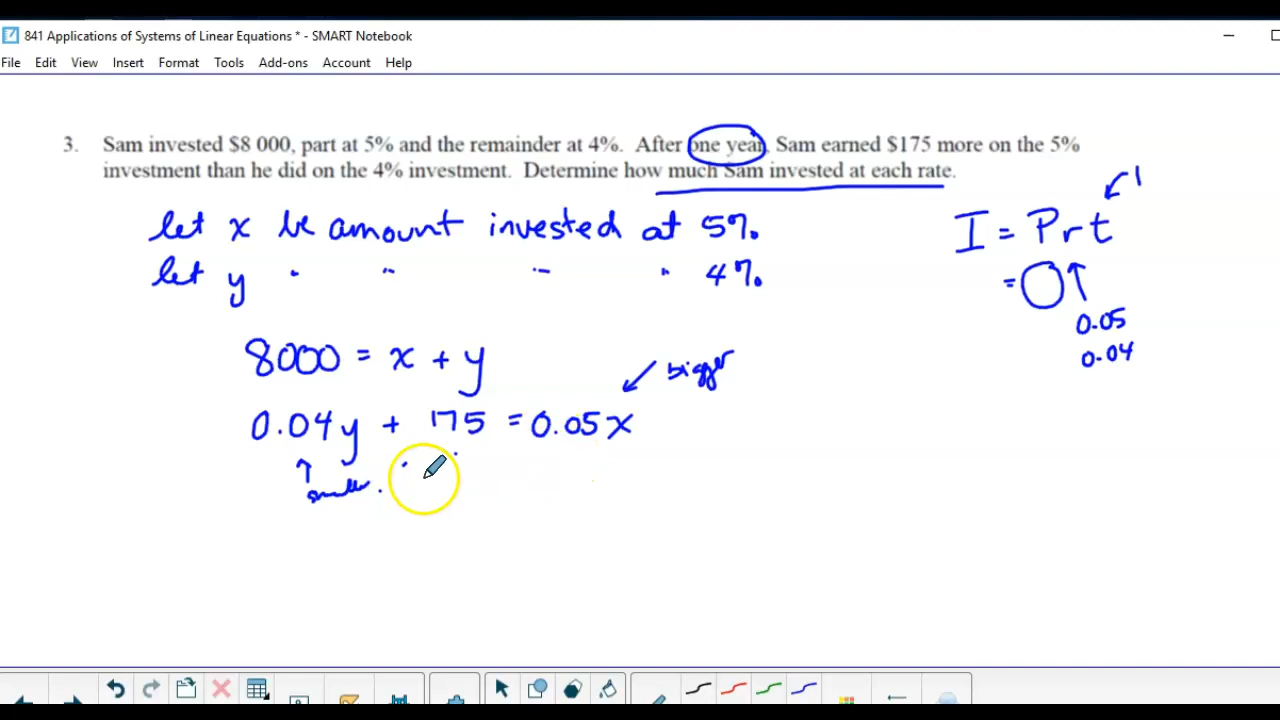 841 Applications of Systems of Linear Equations * - SMART Notebook
File Edit View Insert Format Tools Add-ons Account Help
3. Sam invested $8 000, part at 5% and the remainder at 4%. After one year, Sam earned $175 more on the 5%
investment than he did on the 4% investment. Determine how much Sam invested at each rate.
let x be amount invested at 5%.
let y " " " " 4%.
1
I = Prt
= 
0.05
0.04
8000 = x + y
bigger
0.04y + 175 = 0.05x
smaller.